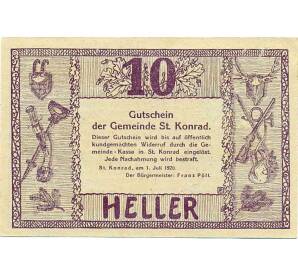 10
Gutschein
der Gemeinde St. Konrad.
Dieser Gutschein wird bis auf öffentlich
kundgemachten Widerruf durch die Ge-
meinde-Kasse in St. Konrad eingelöst.
Jede Nachahmung wird bestraft.
St. Konrad, am 1. Juli 1920.
Der Bürgermeister: Franz Pöll.
HELLER